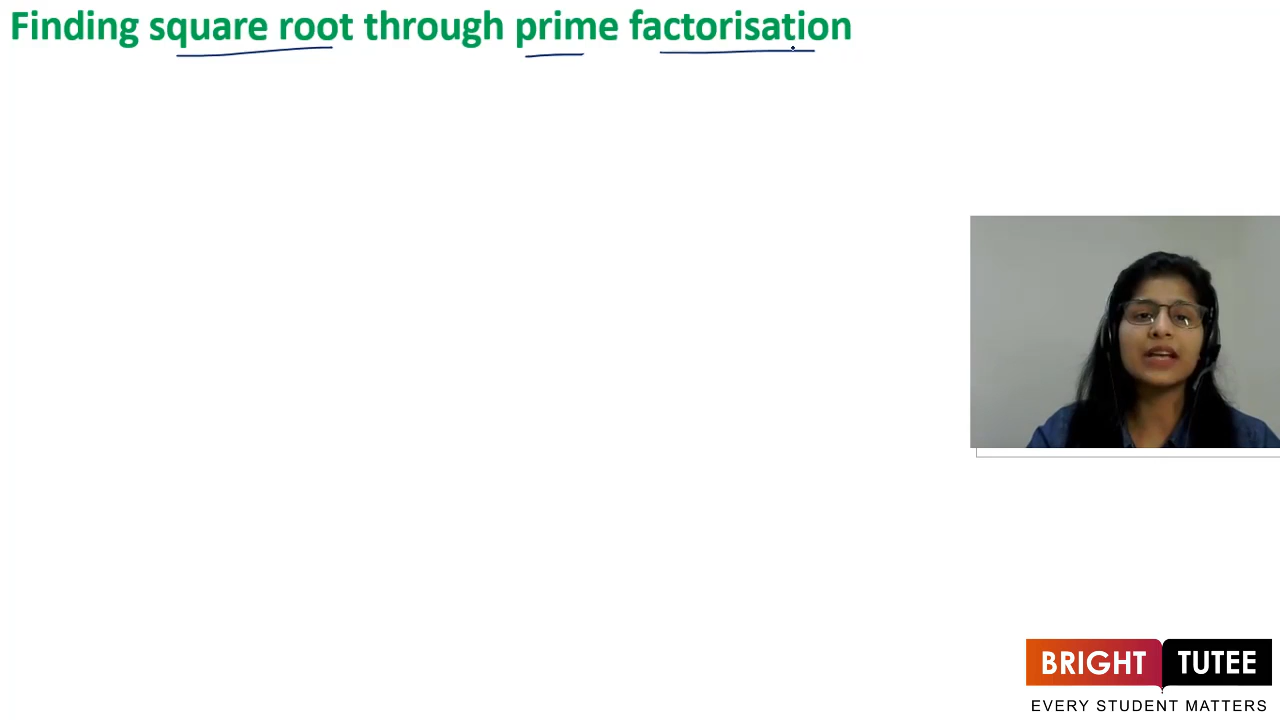 Finding square root through prime factorisation
BRIGHT TUTEE
EVERY STUDENT MATTERS